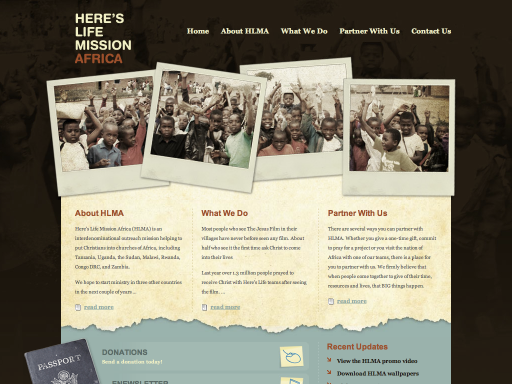 HERE'S
LIFE
MISSION
AFRICA
Home About HLMA What We Do Partner With Us Contact Us
About HLMA
Here's Life Mission Africa (HLMA) is an
interdenominational outreach mission helping to
put Christians into churches of Africa, including
Tanzania, Uganda, the Sudan, Malawi, Rwanda,
Congo DRC, and Zambia.
We hope to start ministry in three other countries
in the next couple of years ...
read more
What We Do
Most people who see The Jesus Film in their
villages have never before seen any film. About
half who see it the first time ask Christ to come
into their lives
Last year over 1.5 million people prayed to
receive Christ with Here's Life teams after seeing
the film. ...
read more
Partner With Us
There are several ways you can partner with
HLMA. Whether you give a one-time gift, commit
to pray for a project or you visit the nation of
Africa with one of our teams, there is a place for
you to partner with us. We firmly believe that
when people come together to give of their time,
resources and lives, that BIG things happen.
read more
PASSPORT
DONATIONS
Send a donation today!
ENEWSLETTER
Recent Updates
View the HLMA promo video
Download HLMA wallpapers